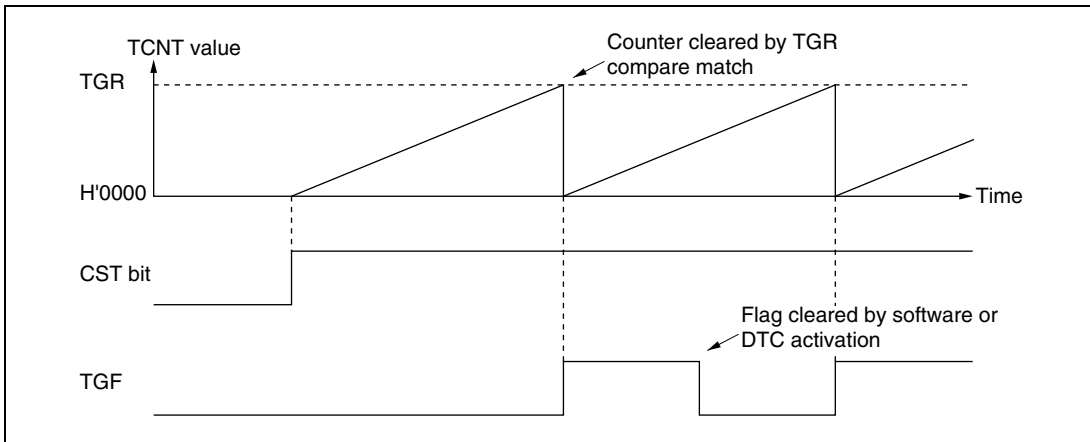 TCNT value
Counter cleared by TGR
compare match
TGR
H'0000
Time
CST bit
Flag cleared by software or
DTC activation
TGF